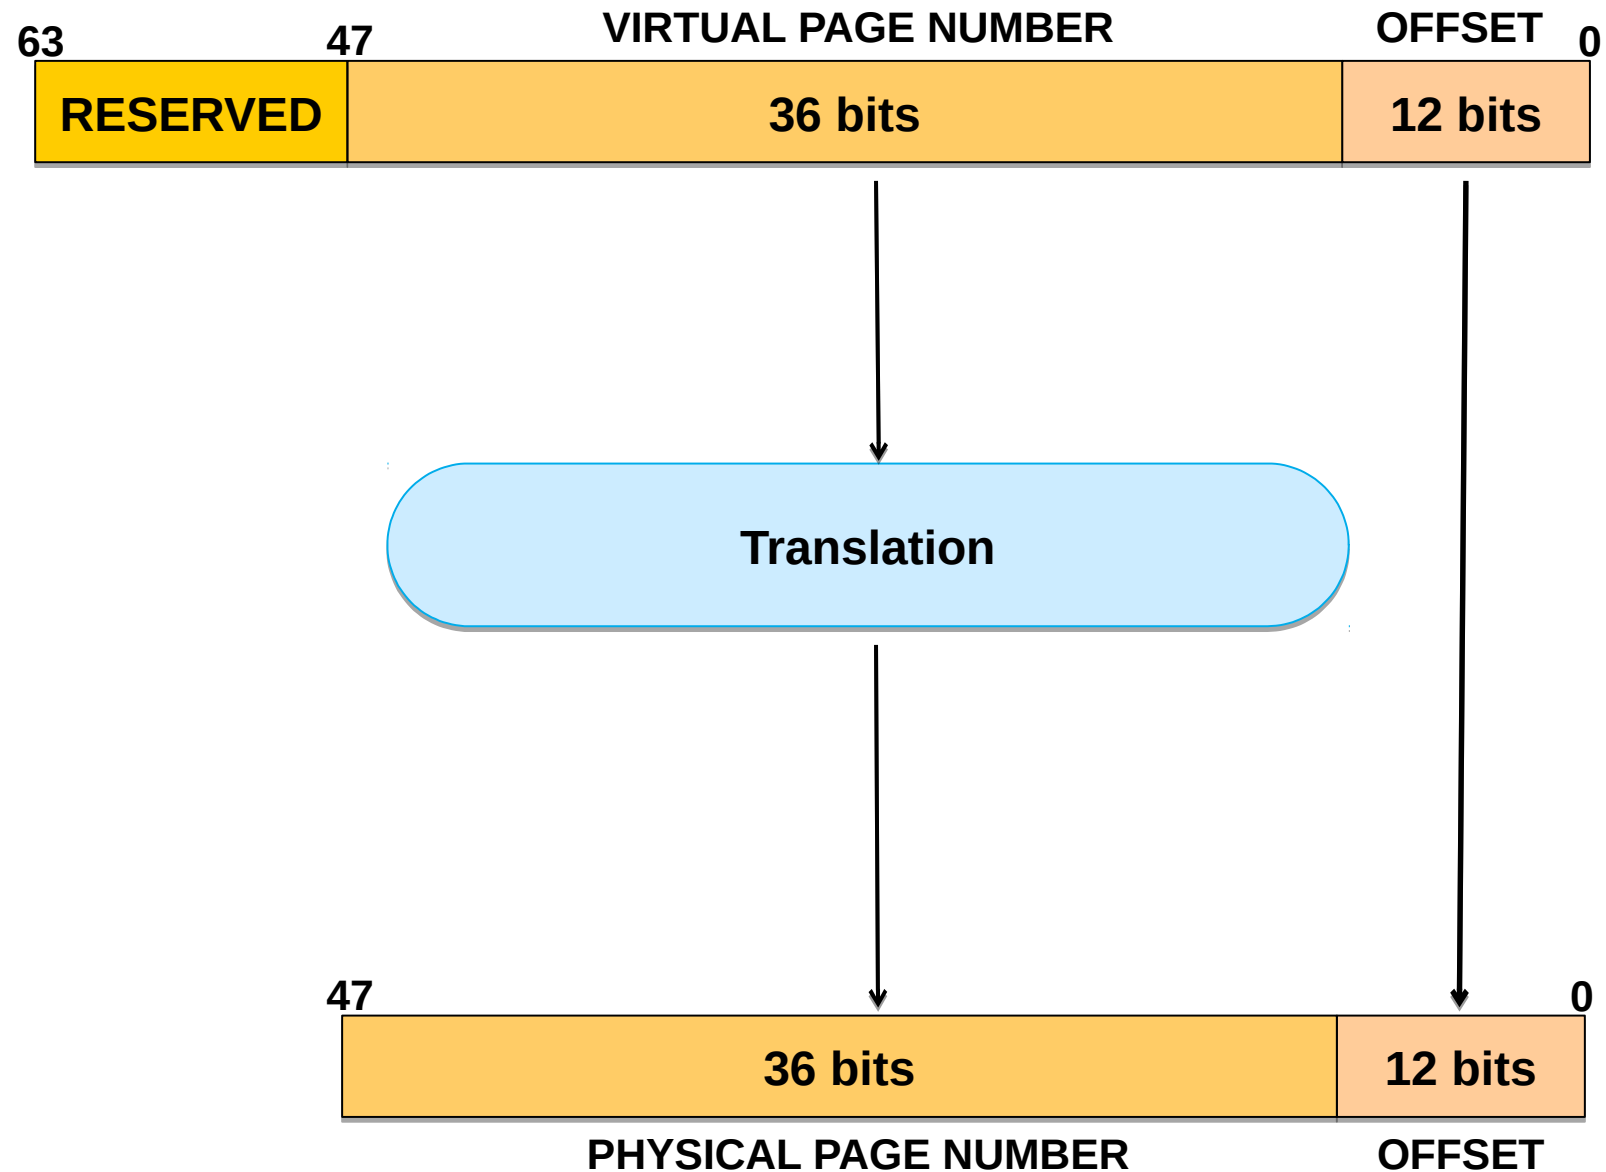 VIRTUAL PAGE NUMBER OFFSET
63 47 0
RESERVED 36 bits 12 bits
Translation
47 0
36 bits 12 bits
PHYSICAL PAGE NUMBER OFFSET